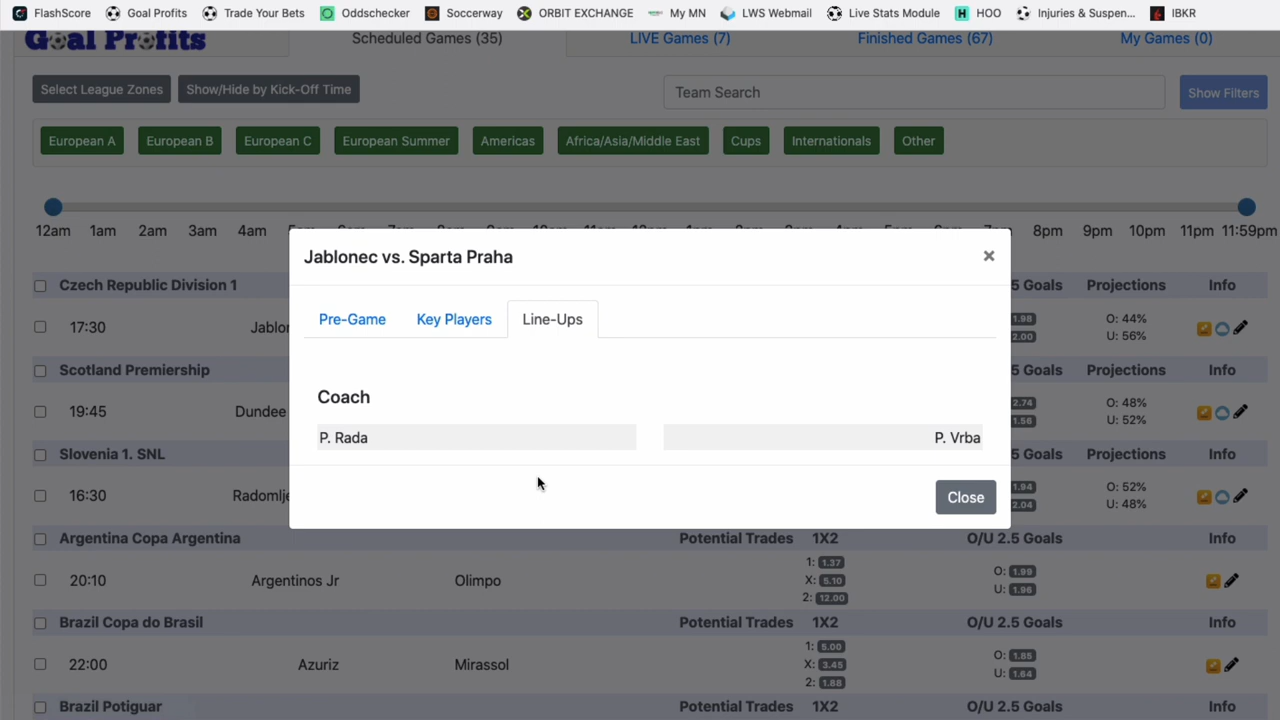 FlashScore Goal Profits Trade Your Bets Oddschecker Soccerway ORBIT EXCHANGE My MN LWS Webmail Live Stats Module HOO Injuries & Suspen... IBKR
Goal Profits Scheduled Games (35) LIVE Games (7) Finished Games (67) My Games (0)
Select League Zones Show/Hide by Kick-Off Time Team Search Show Filters
European A European B European C European Summer Americas Africa/Asia/Middle East Cups Internationals Other
12am 1am 2am 3am 4am 8pm 9pm 10pm 11pm 11:59pm
Jablonec vs. Sparta Praha ×
Czech Republic Division 1 5 Goals Projections Info
Pre-Game Key Players Line-Ups
17:30 Jablon 1.98 2.00 O: 44% U: 56%
Scotland Premiership 5 Goals Projections Info
Coach
19:45 Dundee 2.74 1.56 O: 48% U: 52%
P. Rada P. Vrba
Slovenia 1. SNL 5 Goals Projections Info
16:30 Radomlje 1.94 2.04 O: 52% U: 48%
Close
Argentina Copa Argentina Potential Trades 1X2 O/U 2.5 Goals Info
1: 1.37
20:10 Argentinos Jr Olimpo X: 5.10 O: 1.99 U: 1.96
2: 12.00
Brazil Copa do Brasil Potential Trades 1X2 O/U 2.5 Goals Info
1: 5.00
22:00 Azuriz Mirassol X: 3.45 O: 1.85 U: 1.64
2: 1.88
Brazil Potiguar Potential Trades 1X2 O/U 2.5 Goals Info